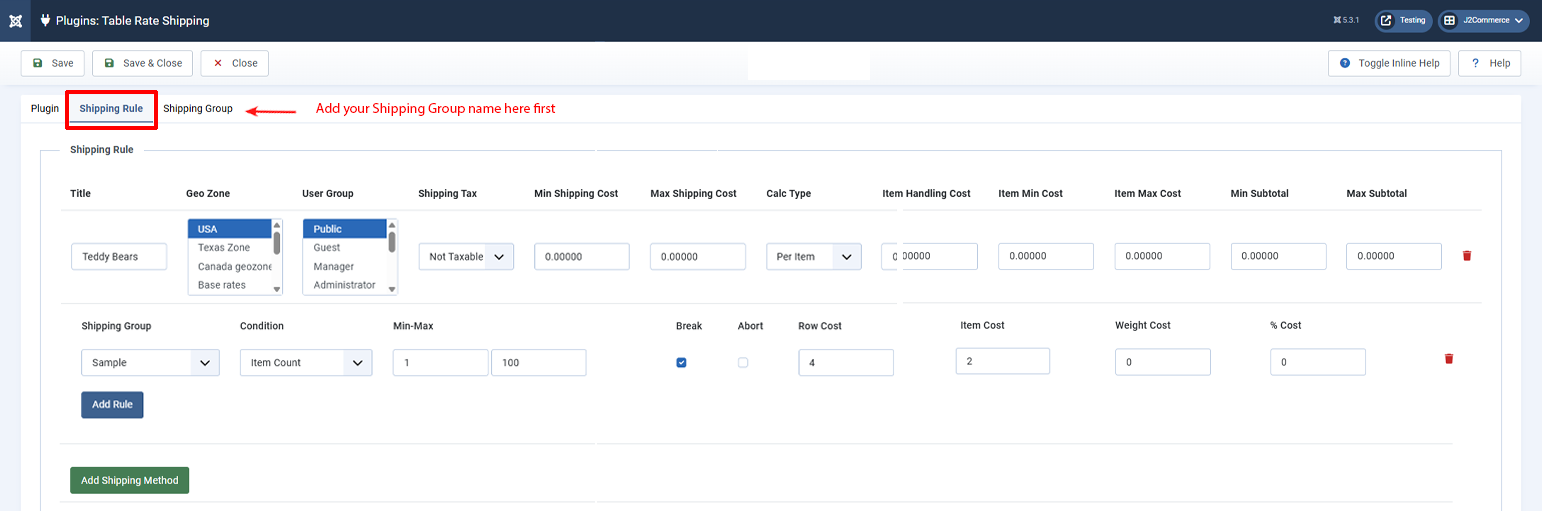 Plugins: Table Rate Shipping
5.3.1
Testing
J2Commerce
Save
Save & Close
Close
Toggle Inline Help
? Help
Plugin
Shipping Rule
Shipping Group
Add your Shipping Group name here first
Shipping Rule
Title Geo Zone User Group Shipping Tax Min Shipping Cost Max Shipping Cost Calc Type Item Handling Cost Item Min Cost Item Max Cost Min Subtotal Max Subtotal
Teddy Bears
USA
Texas Zone
Canada geozone
Base rates
Public
Guest
Manager
Administrator
Not Taxable
0.00000
0.00000
Per Item
0.00000
0.00000
0.00000
0.00000
0.00000
Shipping Group Condition Min-Max Break Abort Row Cost Item Cost Weight Cost % Cost
Sample Item Count 1 100 4 2 0 0
Add Rule
Add Shipping Method